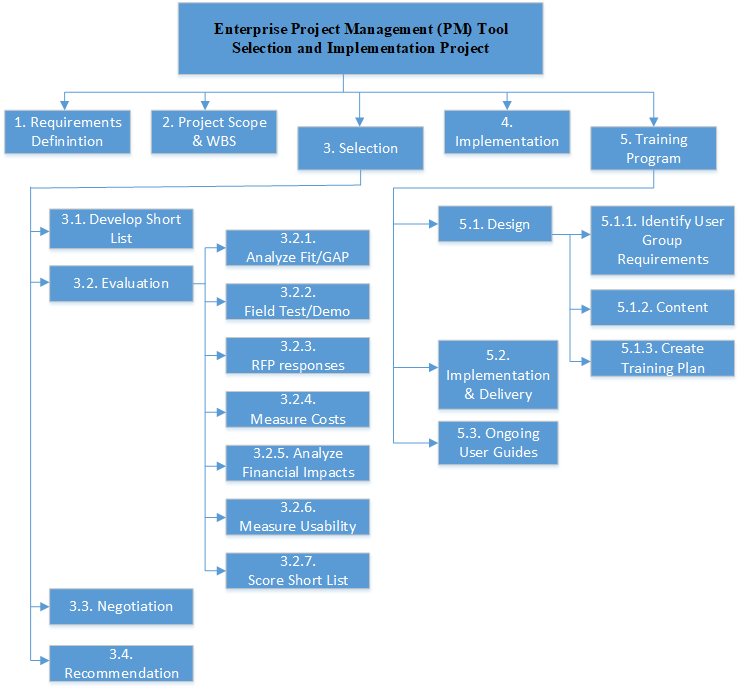 Enterprise Project Management (PM) Tool
Selection and Implementation Project
1. Requirements
Definintion
2. Project Scope
& WBS
3. Selection
4.
Implementation
5. Training
Program
3.1. Develop Short
List
3.2. Evaluation
3.2.1.
Analyze Fit/GAP
3.2.2.
Field Test/Demo
3.2.3.
RFP responses
3.2.4.
Measure Costs
3.2.5. Analyze
Financial Impacts
3.2.6.
Measure Usability
3.2.7.
Score Short List
3.3. Negotiation
3.4.
Recommendation
5.1. Design
5.1.1. Identify User
Group
Requirements
5.1.2. Content
5.1.3. Create
Training Plan
5.2.
Implementation
& Delivery
5.3. Ongoing
User Guides